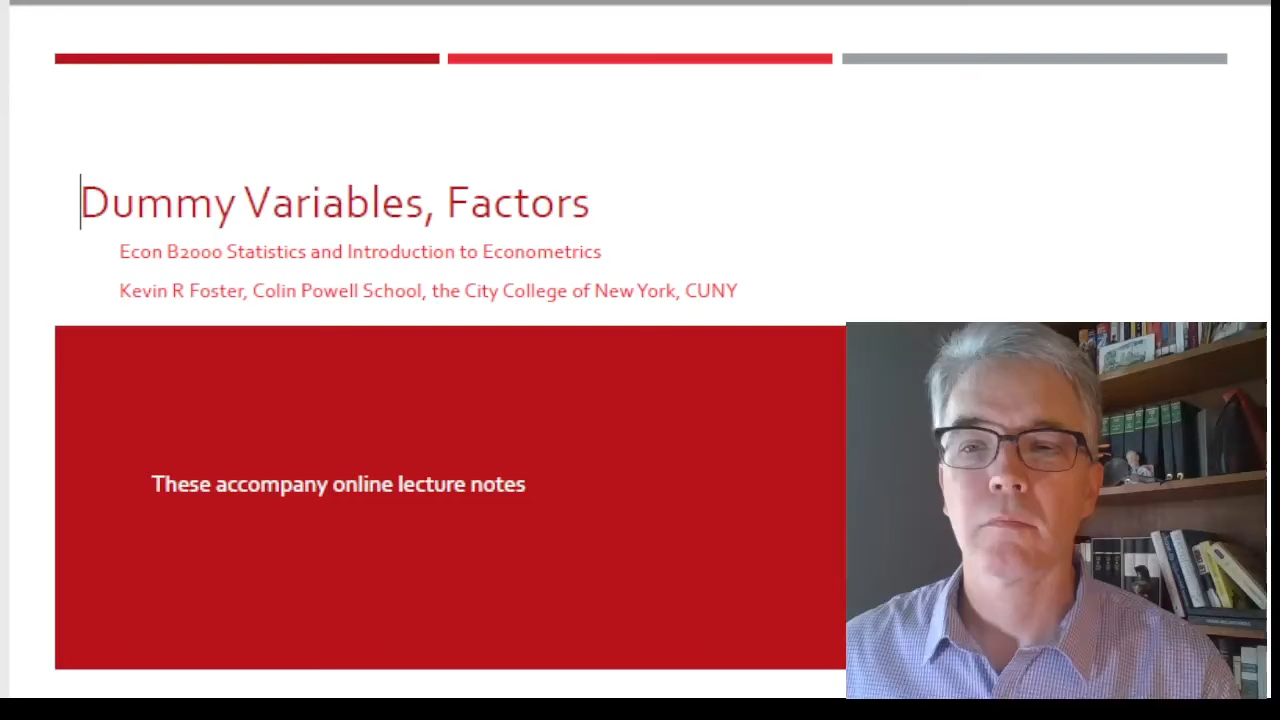 Dummy Variables, Factors
Econ B2000 Statistics and Introduction to Econometrics
Kevin R Foster, Colin Powell School, the City College of New York, CUNY
These accompany online lecture notes